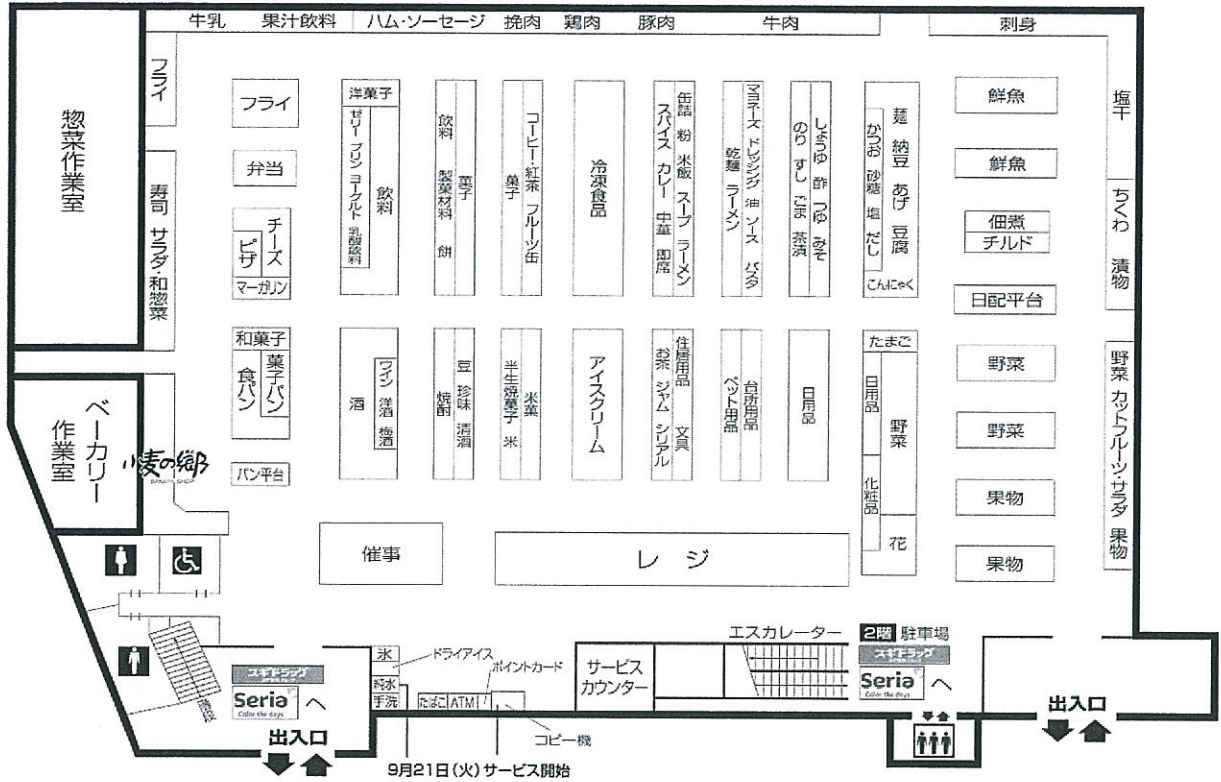 牛乳 果汁飲料 ハム・ソーセージ 挽肉 鶏肉 豚肉 牛肉 刺身
惣菜作業室
フライ
寿司 サラダ・和惣菜
フライ
弁当
チーズ
ピザ
マーガリン
洋菓子
ゼリー プリン ヨーグルト 乳酸飲料
飲料
飲料 製菓材料 餅
菓子
菓子
コーヒー・紅茶 フルーツ缶
冷凍食品
スパイス カレー 中華 即席
缶詰 粉 米飯 スープ ラーメン
乾麺 ラーメン
マヨネーズ ドレッシング 油 ソース パスタ
のり すし ごま 茶漬
しょうゆ 酢 つゆ みそ
かつお 砂糖 塩 だし
麺 納豆 あげ 豆腐
こんにゃく
鮮魚
鮮魚
佃煮
チルド
日配平台
塩干
ちくわ 漬物
ベーカリー作業室
小麦の郷
BAKERY SHOP
和菓子
食パン
菓子パン
パン平台
酒
ワイン 洋酒 梅酒
焼酎
豆 珍味 清酒
半生焼菓子 米
米菓
アイスクリーム
お茶 ジャム シリアル
住居用品 文具
ペット用品
台所用品
日用品
たまご
日用品
野菜
化粧品
花
野菜
野菜
果物
果物
野菜 カットフルーツ・サラダ 果物
催事
レジ
階段
スギドラッグ
Seria
Color the days
へ
出入口
氷
ドライアイス
純水
手洗
たばこ
ATM
ポイントカード
コピー機
9月21日(火)サービス開始
サービス
カウンター
エスカレーター
2階 駐車場
スギドラッグ
Seria
Color the days
へ
出入口